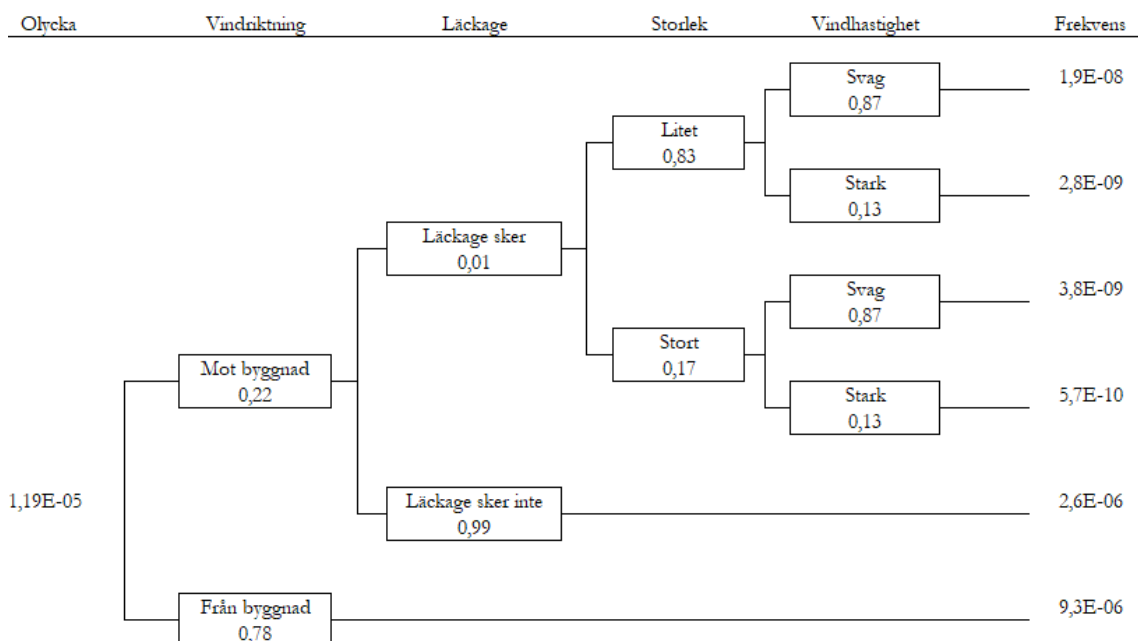 Olycka Vindriktning Läckage Storlek Vindhastighet Frekvens
Svag
0,87
1,9E-08
Litet
0,83
Stark
0,13
2,8E-09
Läckage sker
0,01
Svag
0,87
3,8E-09
Stort
0,17
Mot byggnad
0,22
Stark
0,13
5,7E-10
1,19E-05
Läckage sker inte
0,99
2,6E-06
Från byggnad
0,78
9,3E-06